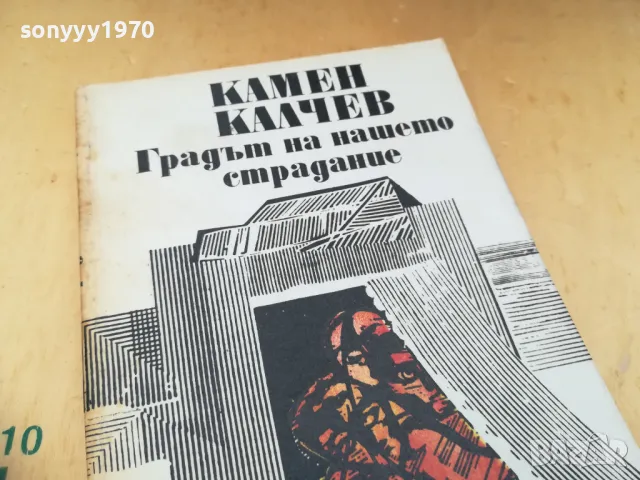 sonyyy1970
КАМЕН
КАЛЧЕВ
Градът на нашето
страдание
10